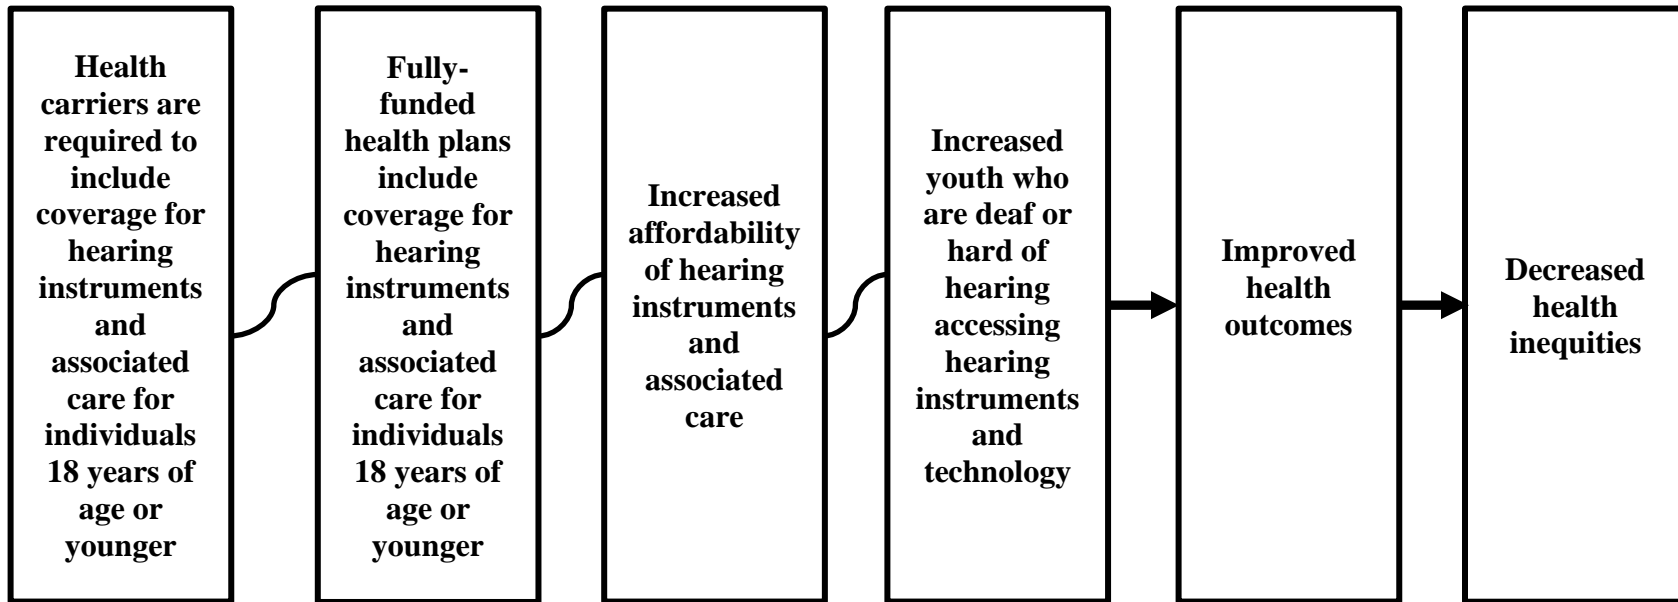 Health
carriers are
required to
include
coverage for
hearing
instruments
and
associated
care for
individuals
18 years of
age or
younger
Fully-
funded
health plans
include
coverage for
hearing
instruments
and
associated
care for
individuals
18 years of
age or
younger
Increased
affordability
of hearing
instruments
and
associated
care
Increased
youth who
are deaf or
hard of
hearing
accessing
hearing
instruments
and
technology
Improved
health
outcomes
Decreased
health
inequities